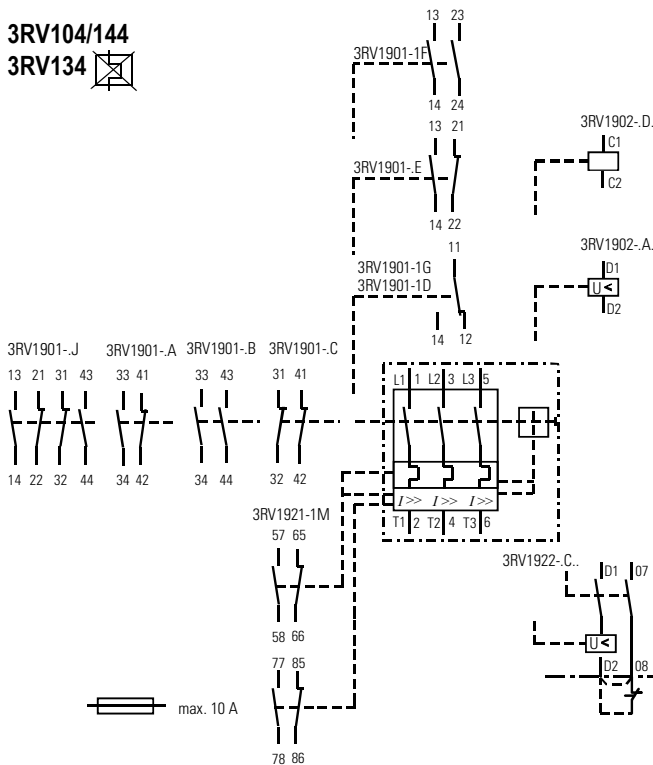 3RV104/144
3RV134
13 23
3RV1901-1F
14 24
13 21
3RV1901-.E
14 22
11
3RV1901-1G
3RV1901-1D
14 12
3RV1902-.D.
C1
C2
3RV1902-.A.
D1
U<
D2
3RV1901-.J
13 21 31 43
14 22 32 44
3RV1901-.A
33 41
34 42
3RV1901-.B
33 43
34 44
3RV1901-.C
31 41
32 42
L1 1 L2 3 L3 5
I>> I>> I>>
T1 2 T2 4 T3 6
3RV1921-1M
57 65
58 66
77 85
78 86
3RV1922-.C..
D1 07
U<
D2 08
max. 10 A